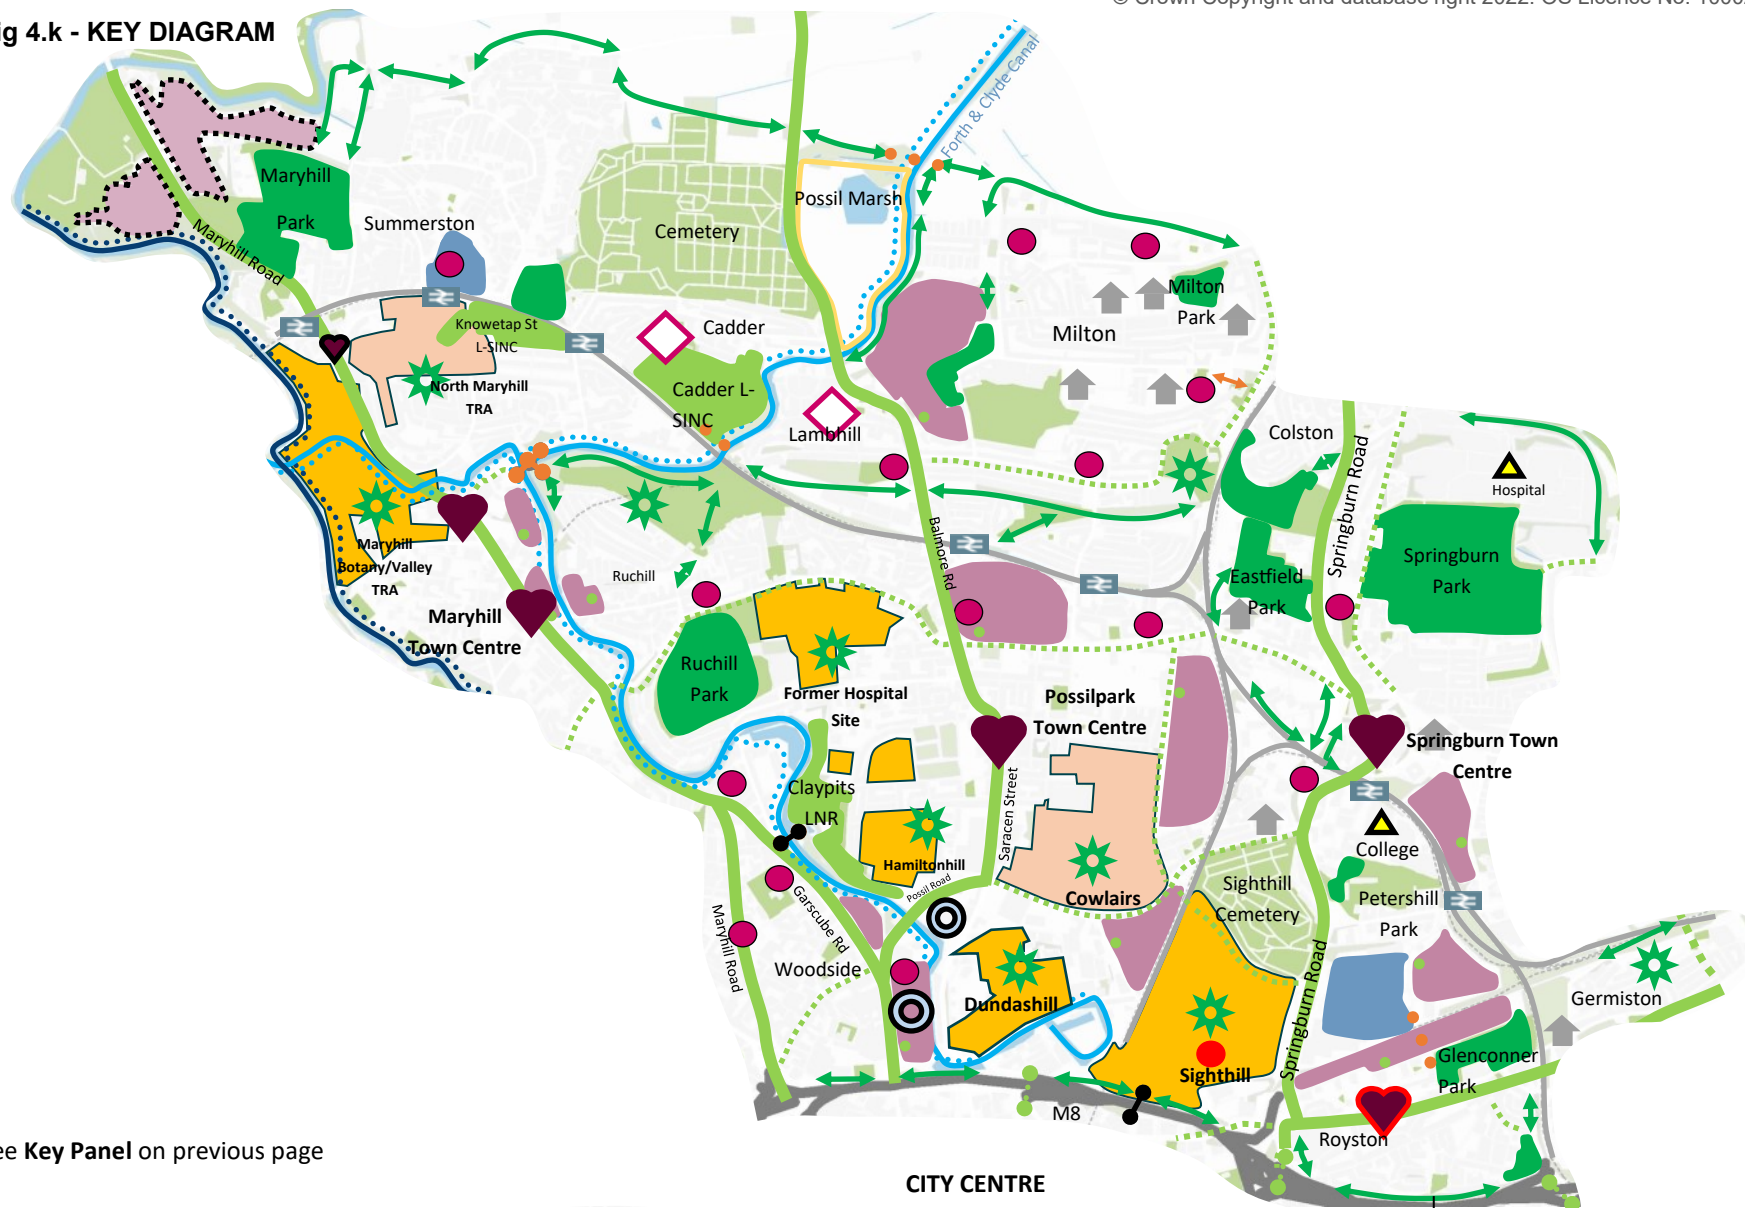 © Crown Copyright and database right 2022. OS Licence No.
ig 4.k - KEY DIAGRAM
Forth & Clyde Canal
Maryhill
Park
Summerston
Maryhill Road
Cemetery
Possil Marsh
Milton
Park
Milton
Knowetap St
L-SINC
Cadder
Cadder L-
SINC
Lambhill
North Maryhill
TRA
Colston
Springburn Road
Hospital
Maryhill
Botany/Valley
TRA
Ruchill
Balmore Rd
Eastfield
Park
Springburn
Park
Maryhill
Town Centre
Ruchill
Park
Former Hospital
Site
Possilpark
Town Centre
Springburn Town
Centre
Claypits
LNR
Saracen Street
College
Hamiltonhill
Possil Road
Cowlairs
Sighthill
Cemetery
Petershill
Park
Maryhill Road
Garscube Rd
Woodside
Dundashill
Springburn Road
Germiston
Sighthill
Glenconner
Park
M8
Royston
ee Key Panel on previous page
CITY CENTRE